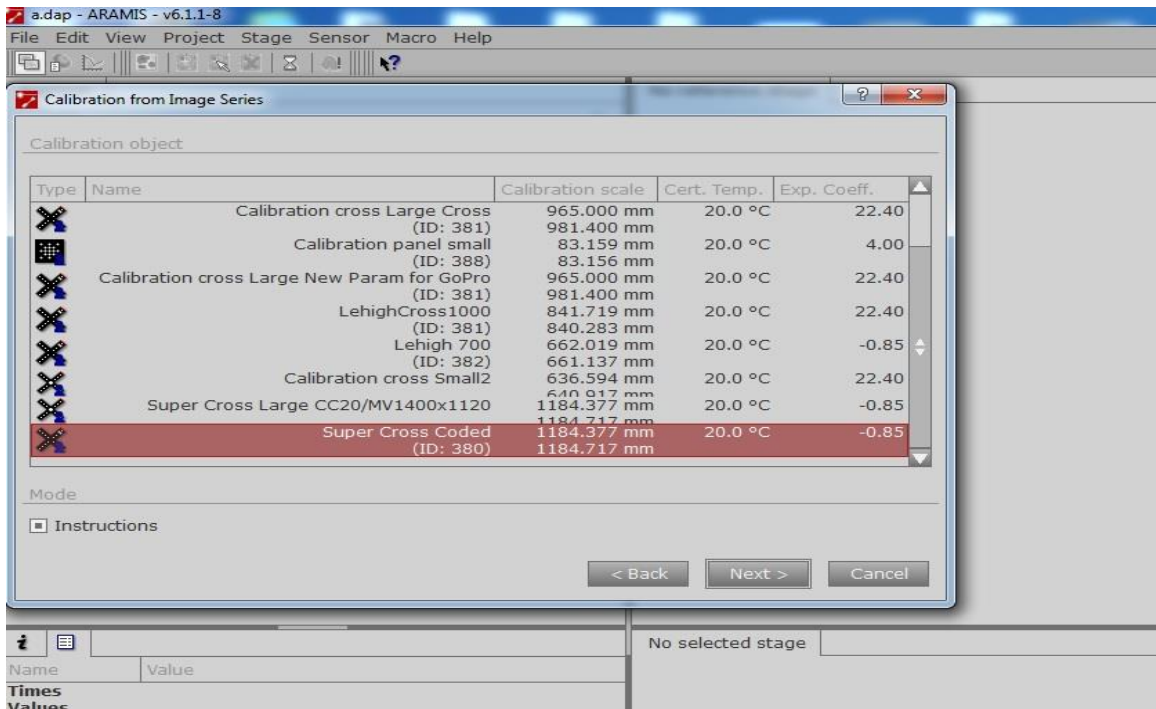 a.dap - ARAMIS - v6.1.1-8
File Edit View Project Stage Sensor Macro Help
Calibration from Image Series
Calibration object
Type Name Calibration scale Cert. Temp. Exp. Coeff.
Calibration cross Large Cross 965.000 mm 20.0 °C 22.40
(ID: 381) 981.400 mm
Calibration panel small 83.159 mm 20.0 °C 4.00
(ID: 388) 83.156 mm
Calibration cross Large New Param for GoPro 965.000 mm 20.0 °C 22.40
(ID: 381) 981.400 mm
LehighCross1000 841.719 mm 20.0 °C 22.40
(ID: 381) 840.283 mm
Lehigh 700 662.019 mm 20.0 °C -0.85
(ID: 382) 661.137 mm
Calibration cross Small2 636.594 mm 20.0 °C 22.40
640.917 mm
Super Cross Large CC20/MV1400x1120 1184.377 mm 20.0 °C -0.85
1184.717 mm
Super Cross Coded 1184.377 mm 20.0 °C -0.85
(ID: 380) 1184.717 mm
Mode
Instructions
< Back Next > Cancel
No selected stage
Name Value
Times
Values